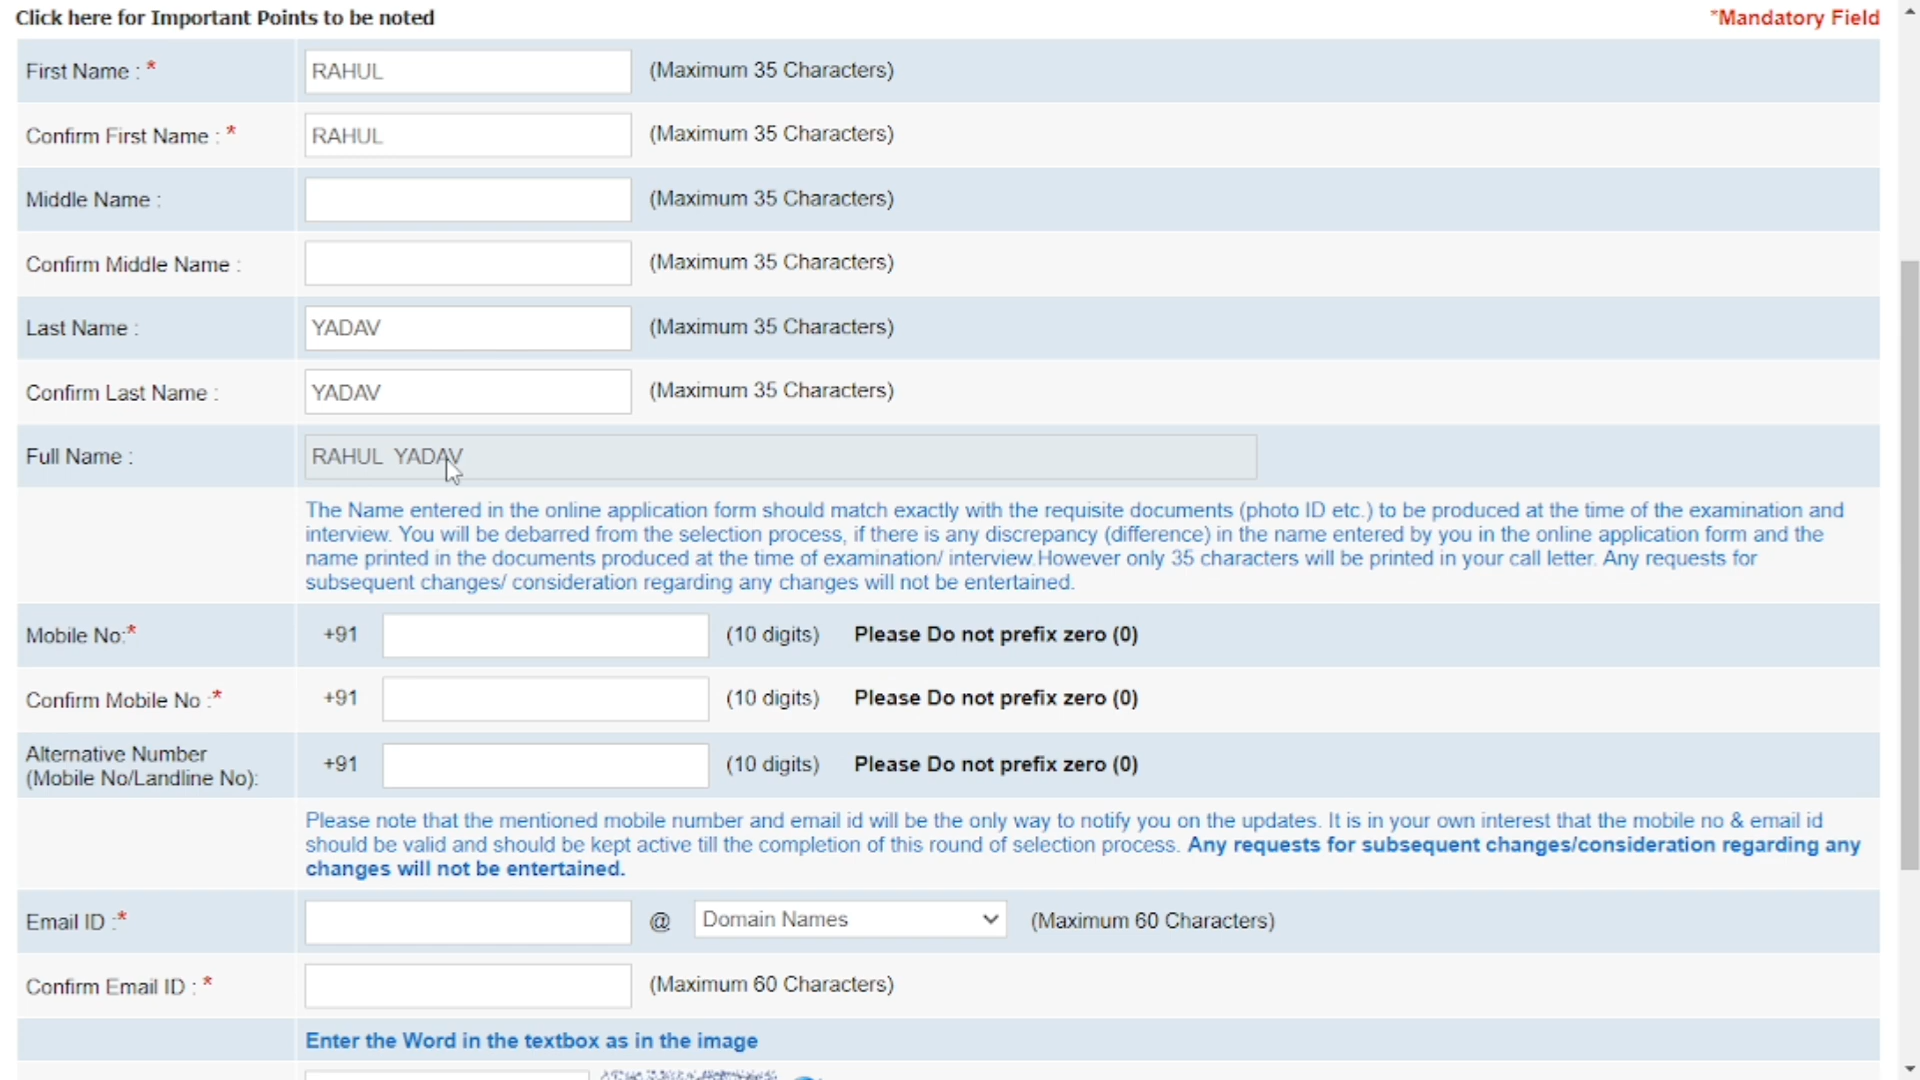 Click here for Important Points to be noted *Mandatory Field
First Name : * RAHUL (Maximum 35 Characters)
Confirm First Name : * RAHUL (Maximum 35 Characters)
Middle Name : (Maximum 35 Characters)
Confirm Middle Name : (Maximum 35 Characters)
Last Name : YADAV (Maximum 35 Characters)
Confirm Last Name : YADAV (Maximum 35 Characters)
Full Name : RAHUL  YADAV
The Name entered in the online application form should match exactly with the requisite documents (photo ID etc.) to be produced at the time of the examination and
interview. You will be debarred from the selection process, if there is any discrepancy (difference) in the name entered by you in the online application form and the
name printed in the documents produced at the time of examination/ interview.However only 35 characters will be printed in your call letter. Any requests for
subsequent changes/ consideration regarding any changes will not be entertained.
Mobile No:* +91 (10 digits) Please Do not prefix zero (0)
Confirm Mobile No :* +91 (10 digits) Please Do not prefix zero (0)
Alternative Number
(Mobile No/Landline No): +91 (10 digits) Please Do not prefix zero (0)
Please note that the mentioned mobile number and email id will be the only way to notify you on the updates. It is in your own interest that the mobile no & email id
should be valid and should be kept active till the completion of this round of selection process. Any requests for subsequent changes/consideration regarding any
changes will not be entertained.
Email ID :* @ Domain Names (Maximum 60 Characters)
Confirm Email ID : * (Maximum 60 Characters)
Enter the Word in the textbox as in the image